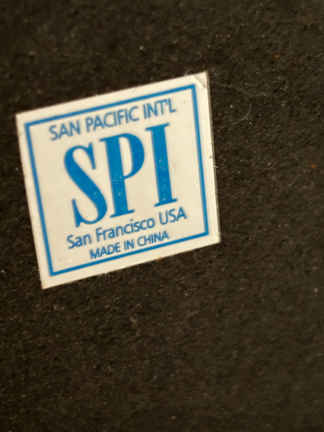 SAN PACIFIC INT'L
SPI
San Francisco USA
MADE IN CHINA